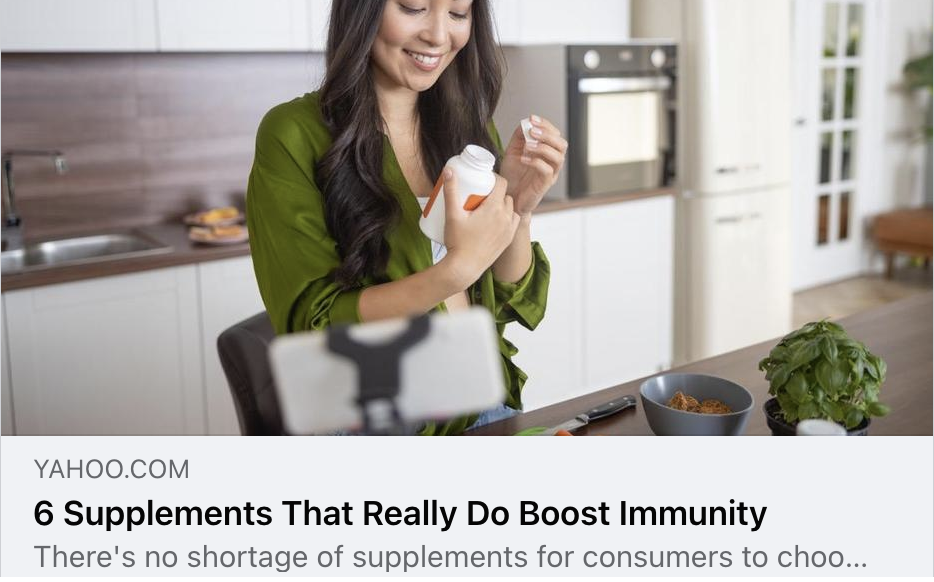 YAHOO.COM
6 Supplements That Really Do Boost Immunity
There's no shortage of supplements for consumers to choo...